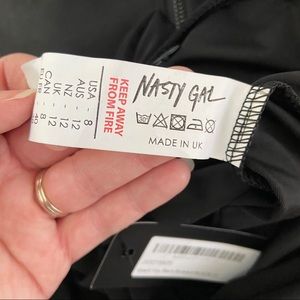 NASTY GAL
MADE IN UK
KEEP AWAY
FROM FIRE
USA 8
AUS 12
NZ 12
UK 12
CAN 8